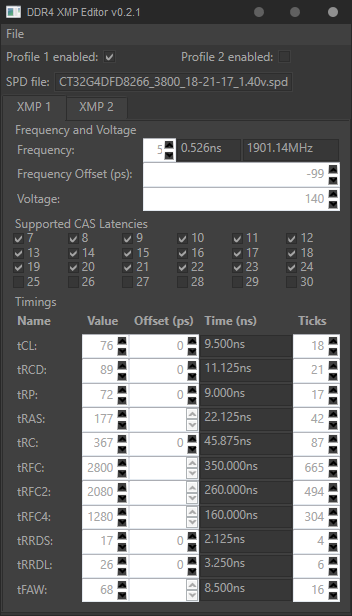 DDR4 XMP Editor v0.2.1
File
Profile 1 enabled: Profile 2 enabled:
SPD file: CT32G4DFD8266_3800_18-21-17_1.40v.spd
XMP 1 XMP 2
Frequency and Voltage
Frequency: 5 0.526ns 1901.14MHz
Frequency Offset (ps): -99
Voltage: 140
Supported CAS Latencies
7 8 9 10 11 12
13 14 15 16 17 18
19 20 21 22 23 24
25 26 27 28 29 30
Timings
Name Value Offset (ps) Time (ns) Ticks
tCL: 76 0 9.500ns 18
tRCD: 89 0 11.125ns 21
tRP: 72 0 9.000ns 17
tRAS: 177 22.125ns 42
tRC: 367 0 45.875ns 87
tRFC: 2800 350.000ns 665
tRFC2: 2080 260.000ns 494
tRFC4: 1280 160.000ns 304
tRRDS: 17 0 2.125ns 4
tRRDL: 26 0 3.250ns 6
tFAW: 68 8.500ns 16